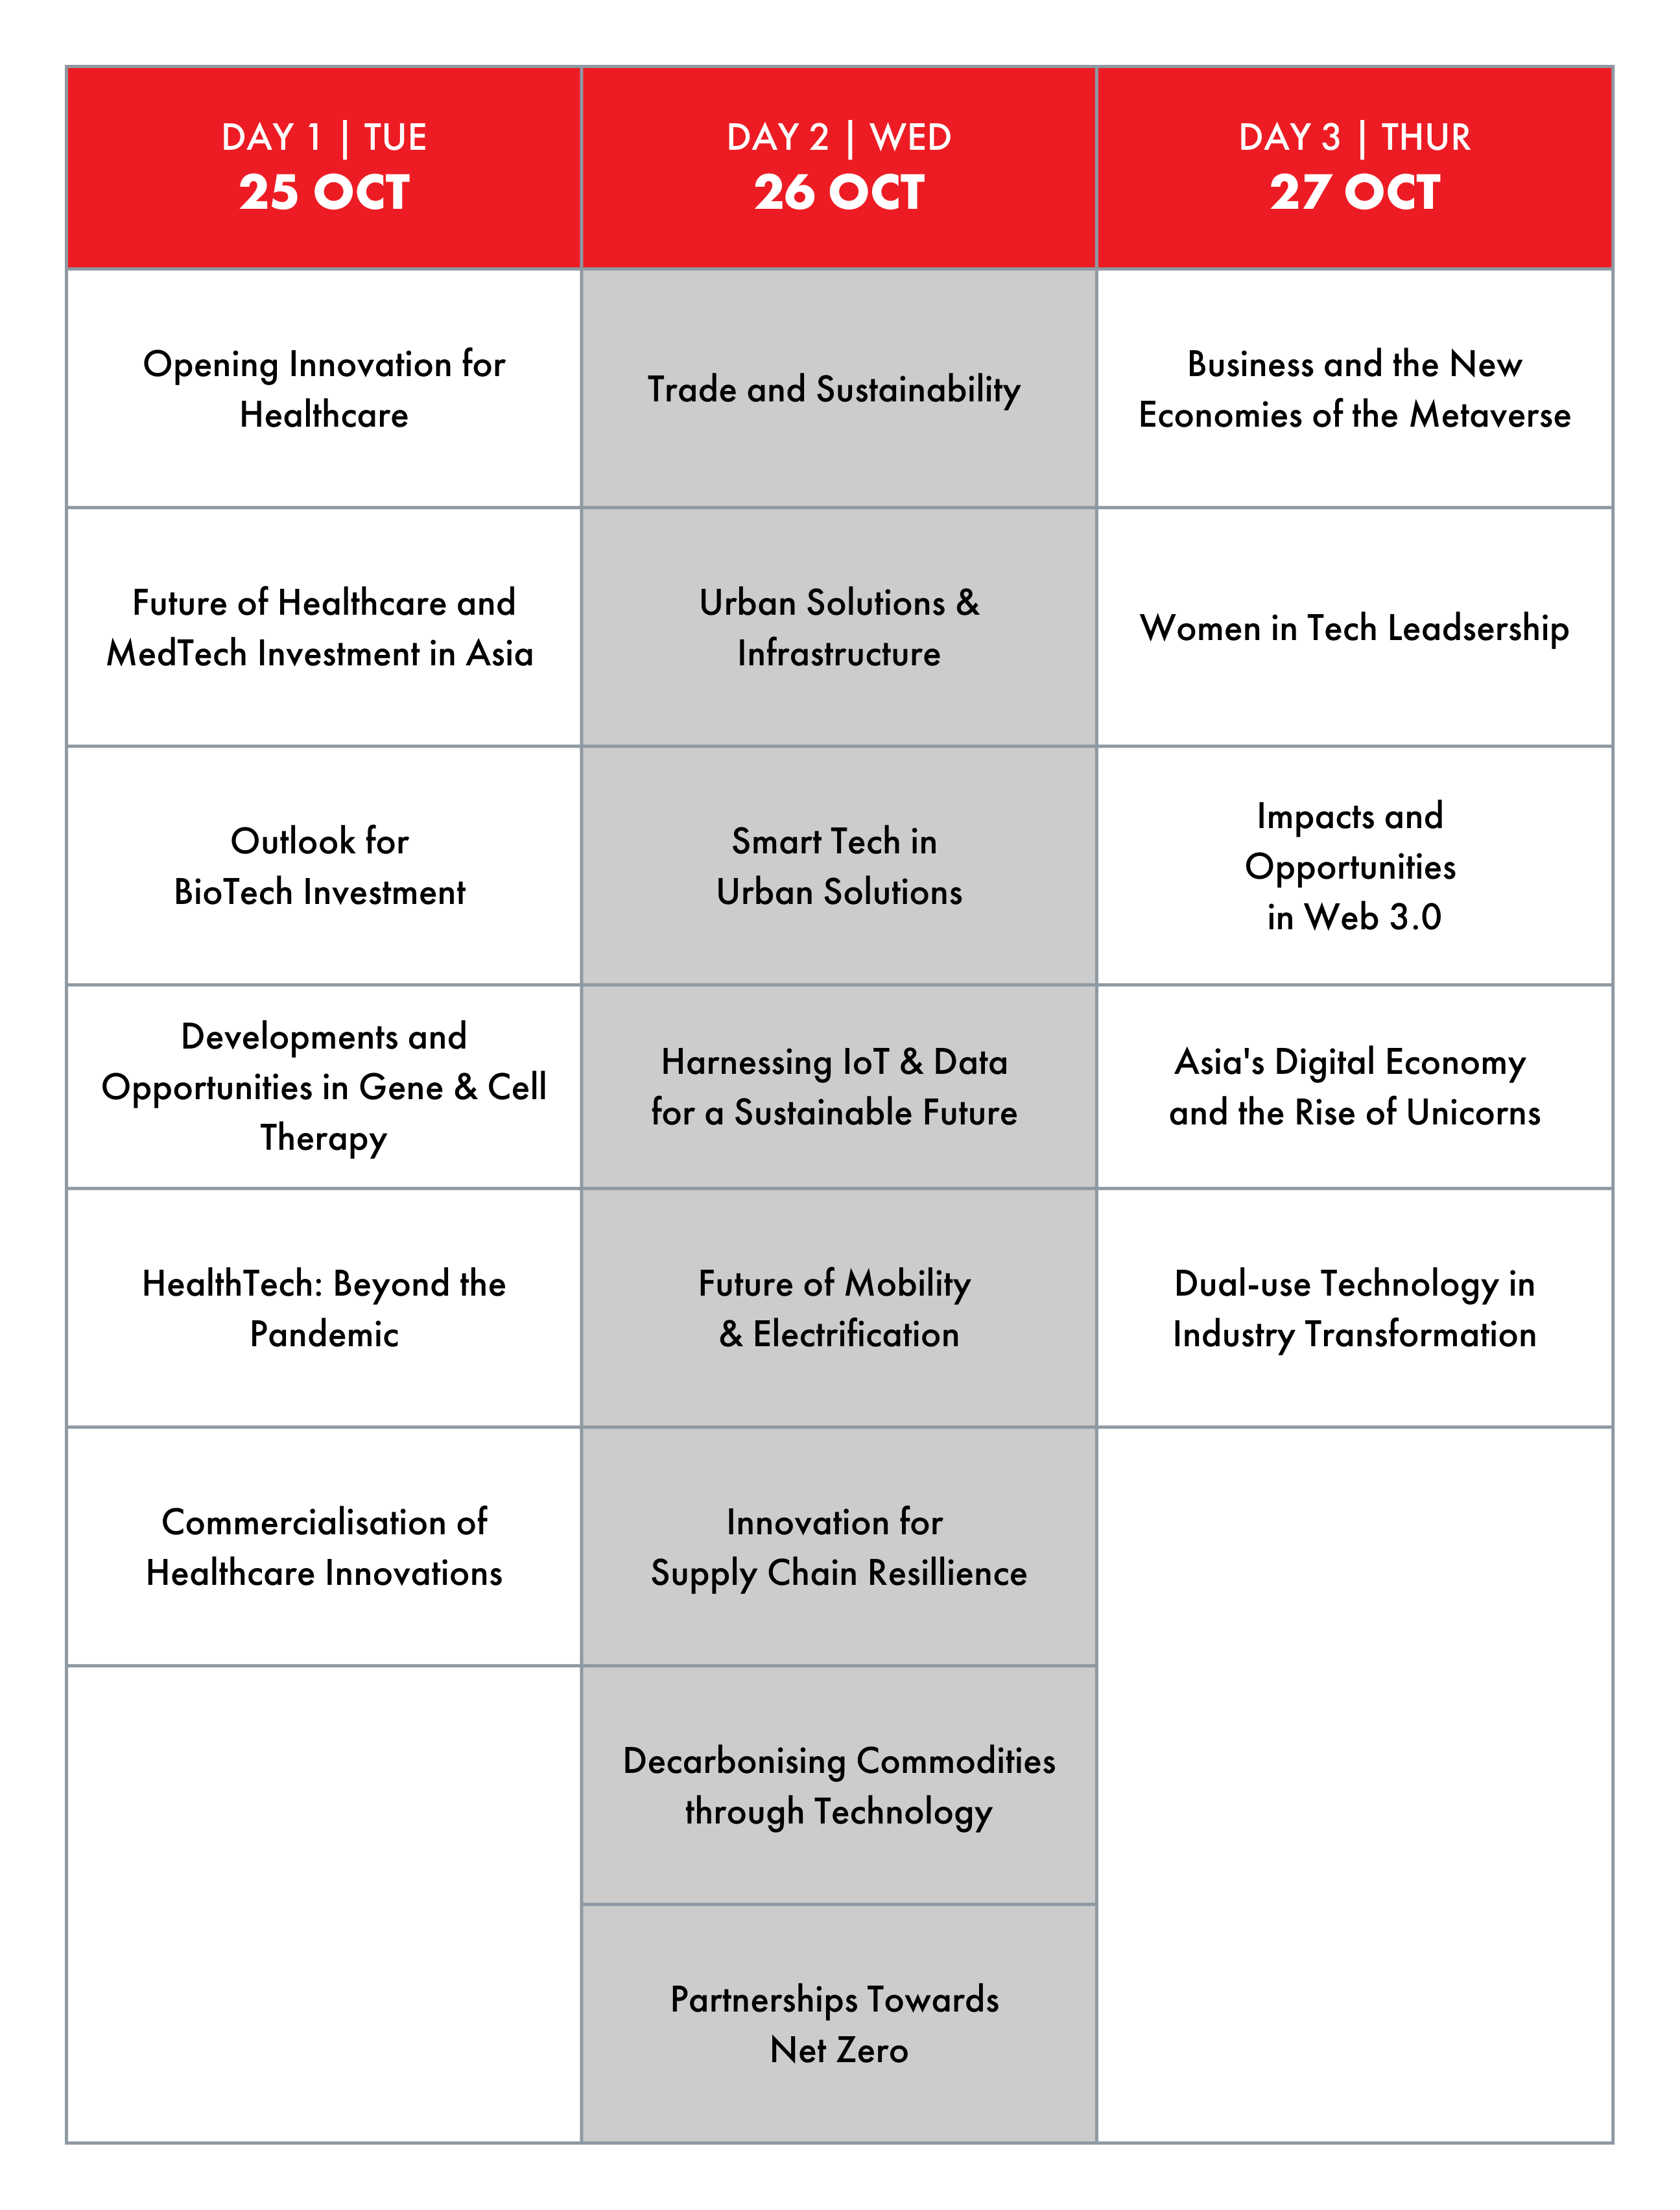 DAY 1 | TUE
25 OCT
DAY 2 | WED
26 OCT
DAY 3 | THUR
27 OCT
Opening Innovation for
Healthcare
Trade and Sustainability
Business and the New
Economies of the Metaverse
Future of Healthcare and
MedTech Investment in Asia
Urban Solutions &
Infrastructure
Women in Tech Leadsership
Outlook for
BioTech Investment
Smart Tech in
Urban Solutions
Impacts and
Opportunities
in Web 3.0
Developments and
Opportunities in Gene & Cell
Therapy
Harnessing IoT & Data
for a Sustainable Future
Asia's Digital Economy
and the Rise of Unicorns
HealthTech: Beyond the
Pandemic
Future of Mobility
& Electrification
Dual-use Technology in
Industry Transformation
Commercialisation of
Healthcare Innovations
Innovation for
Supply Chain Resillience
Decarbonising Commodities
through Technology
Partnerships Towards
Net Zero